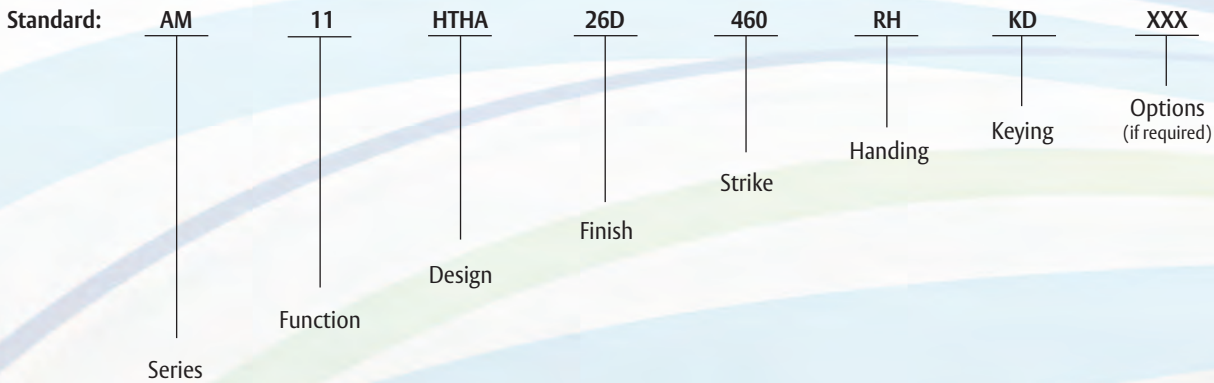 Standard: AM 11 HTHA 26D 460 RH KD XXX
Options
(if required)
Keying
Handing
Strike
Finish
Design
Function
Series